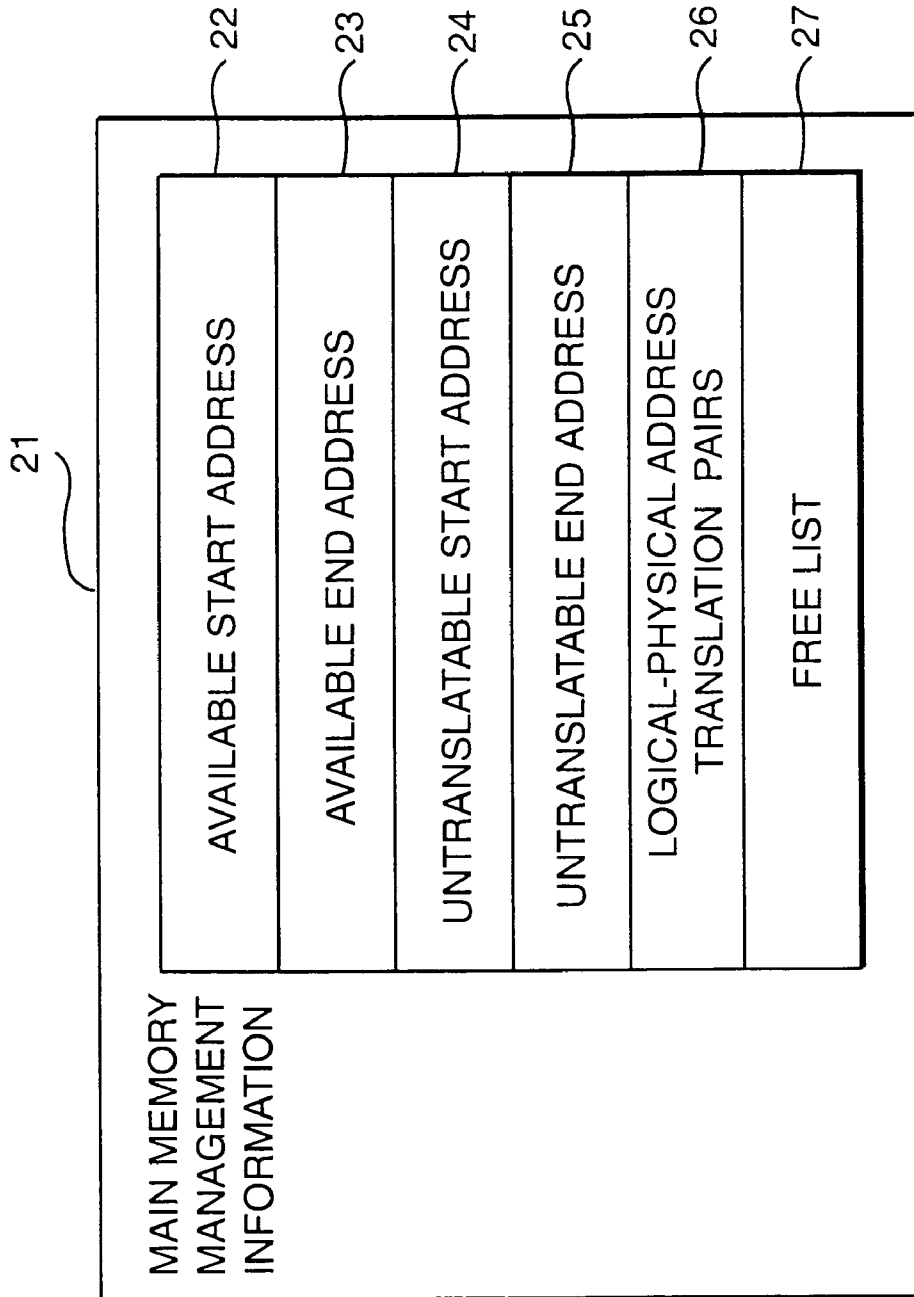 21
MAIN MEMORY
MANAGEMENT
INFORMATION
AVAILABLE START ADDRESS
22
AVAILABLE END ADDRESS
23
UNTRANSLATABLE START ADDRESS
24
UNTRANSLATABLE END ADDRESS
25
LOGICAL-PHYSICAL ADDRESS
TRANSLATION PAIRS
26
FREE LIST
27